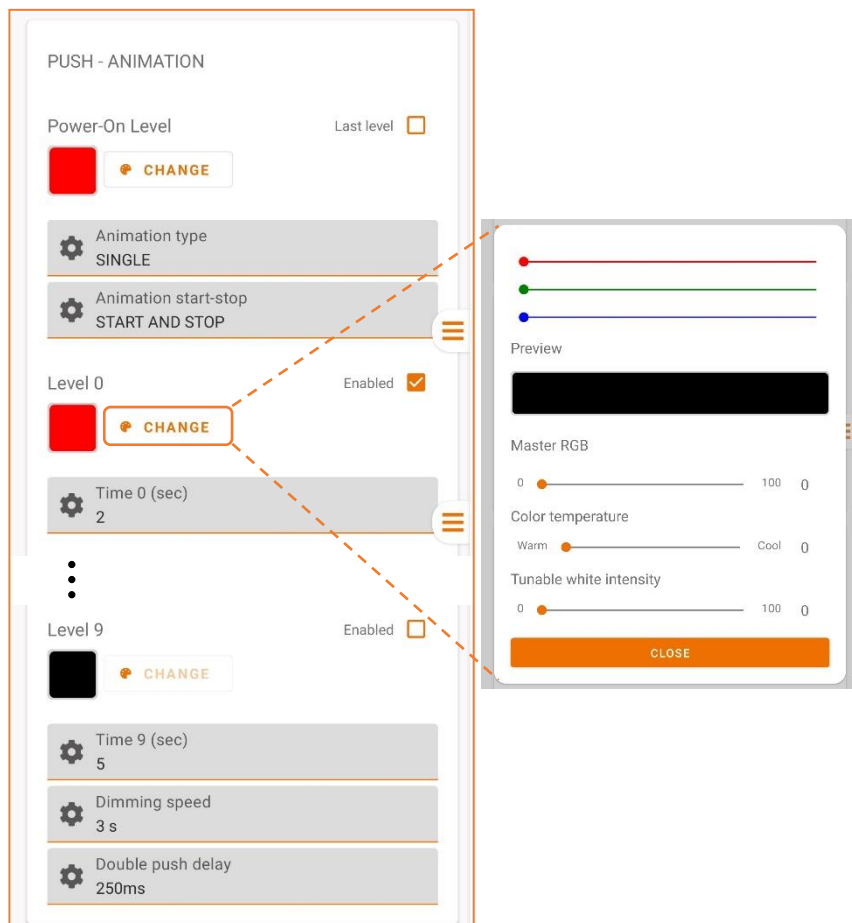 PUSH - ANIMATION
Power-On Level
Last level
CHANGE
Animation type
SINGLE
Animation start-stop
START AND STOP
Level 0
Enabled
CHANGE
Time 0 (sec)
2
Level 9
Enabled
CHANGE
Time 9 (sec)
5
Dimming speed
3 s
Double push delay
250ms
Preview
Master RGB
0 100 0
Color temperature
Warm Cool 0
Tunable white intensity
0 100 0
CLOSE